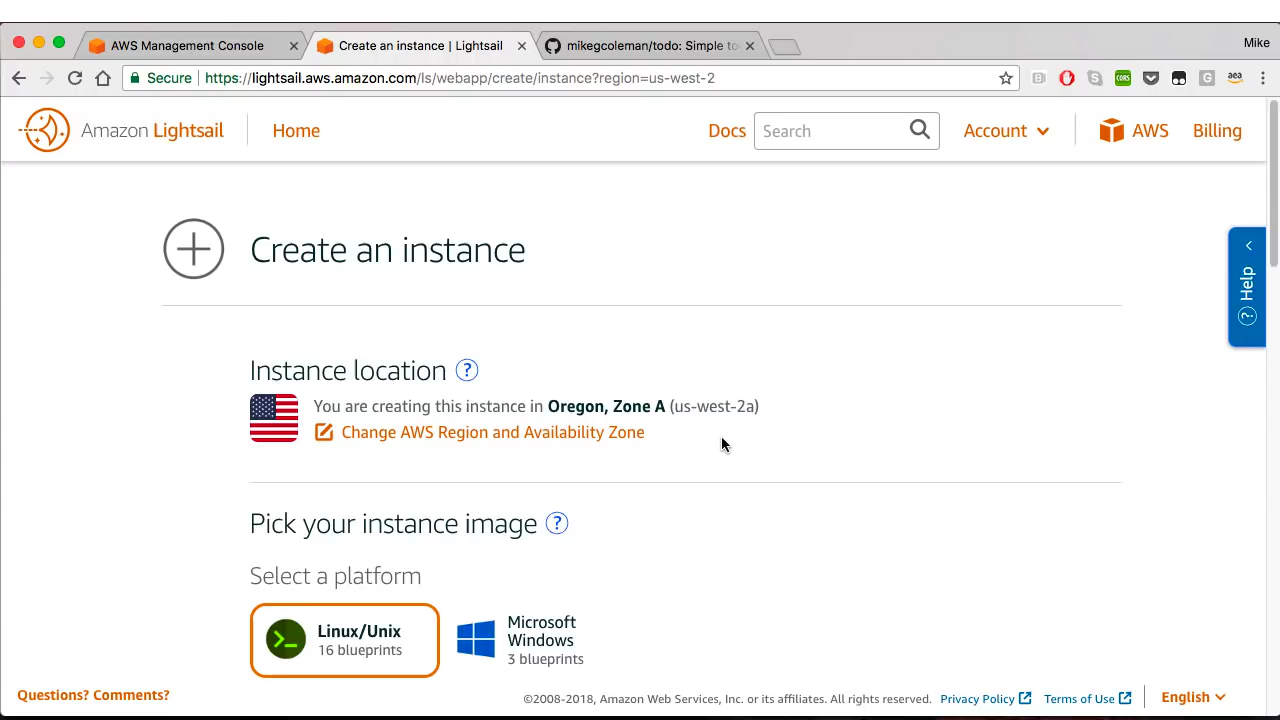 AWS Management Console
Create an instance | Lightsail
mikegcoleman/todo: Simple to
Mike
Secure
https://lightsail.aws.amazon.com/ls/webapp/create/instance?region=us-west-2
CORS
aea
Amazon Lightsail
Home
Docs
Search
Account
AWS
Billing
Create an instance
? Help
Instance location ?
You are creating this instance in Oregon, Zone A (us-west-2a)
Change AWS Region and Availability Zone
Pick your instance image ?
Select a platform
Linux/Unix
16 blueprints
Microsoft
Windows
3 blueprints
Questions? Comments?
©2008-2018, Amazon Web Services, Inc. or its affiliates. All rights reserved.
Privacy Policy
Terms of Use
English